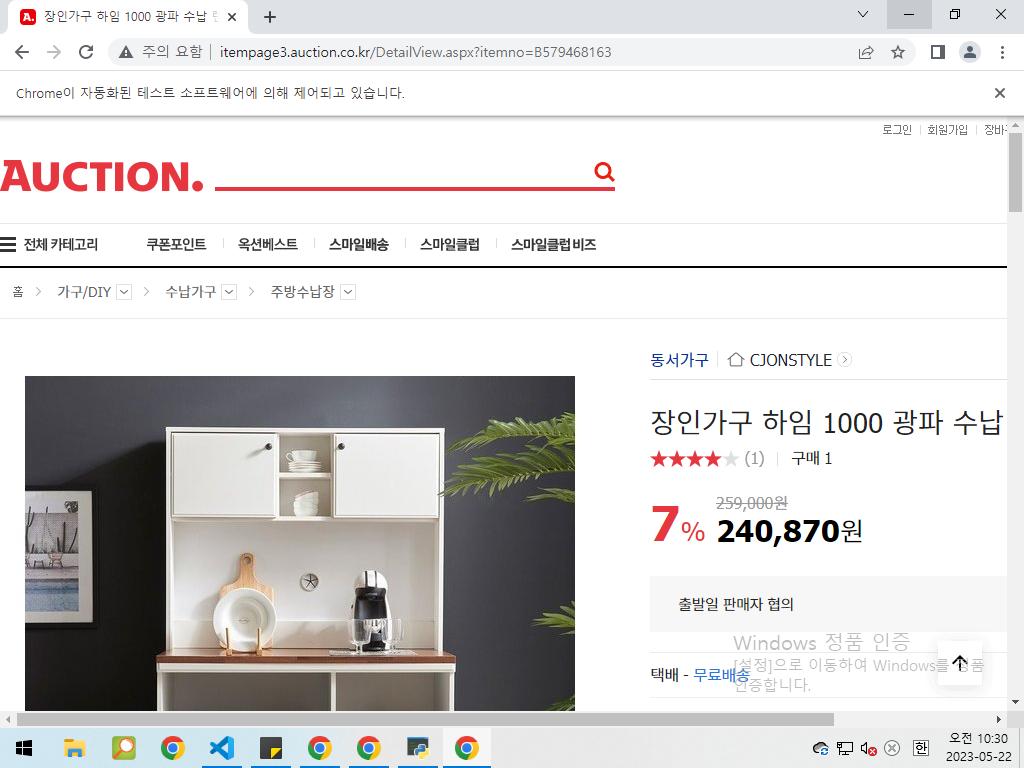 장인가구 하임 1000 광파 수납
주의 요함
itempage3.auction.co.kr/DetailView.aspx?itemno=B579468163
Chrome이 자동화된 테스트 소프트웨어에 의해 제어되고 있습니다.
로그인 회원가입 장바
AUCTION.
전체 카테고리 쿠폰포인트 옥션베스트 스마일배송 스마일클럽 스마일클럽 비즈
홈 가구/DIY 수납가구 주방수납장
동서가구 CJONSTYLE
장인가구 하임 1000 광파 수납
(1) 구매 1
259,000원
7% 240,870원
출발일 판매자 협의
Windows 정품 인증
[설정]으로 이동하여 Windows를 정품
택배 - 무료배송
인증합니다.
한
오전 10:30
2023-05-22